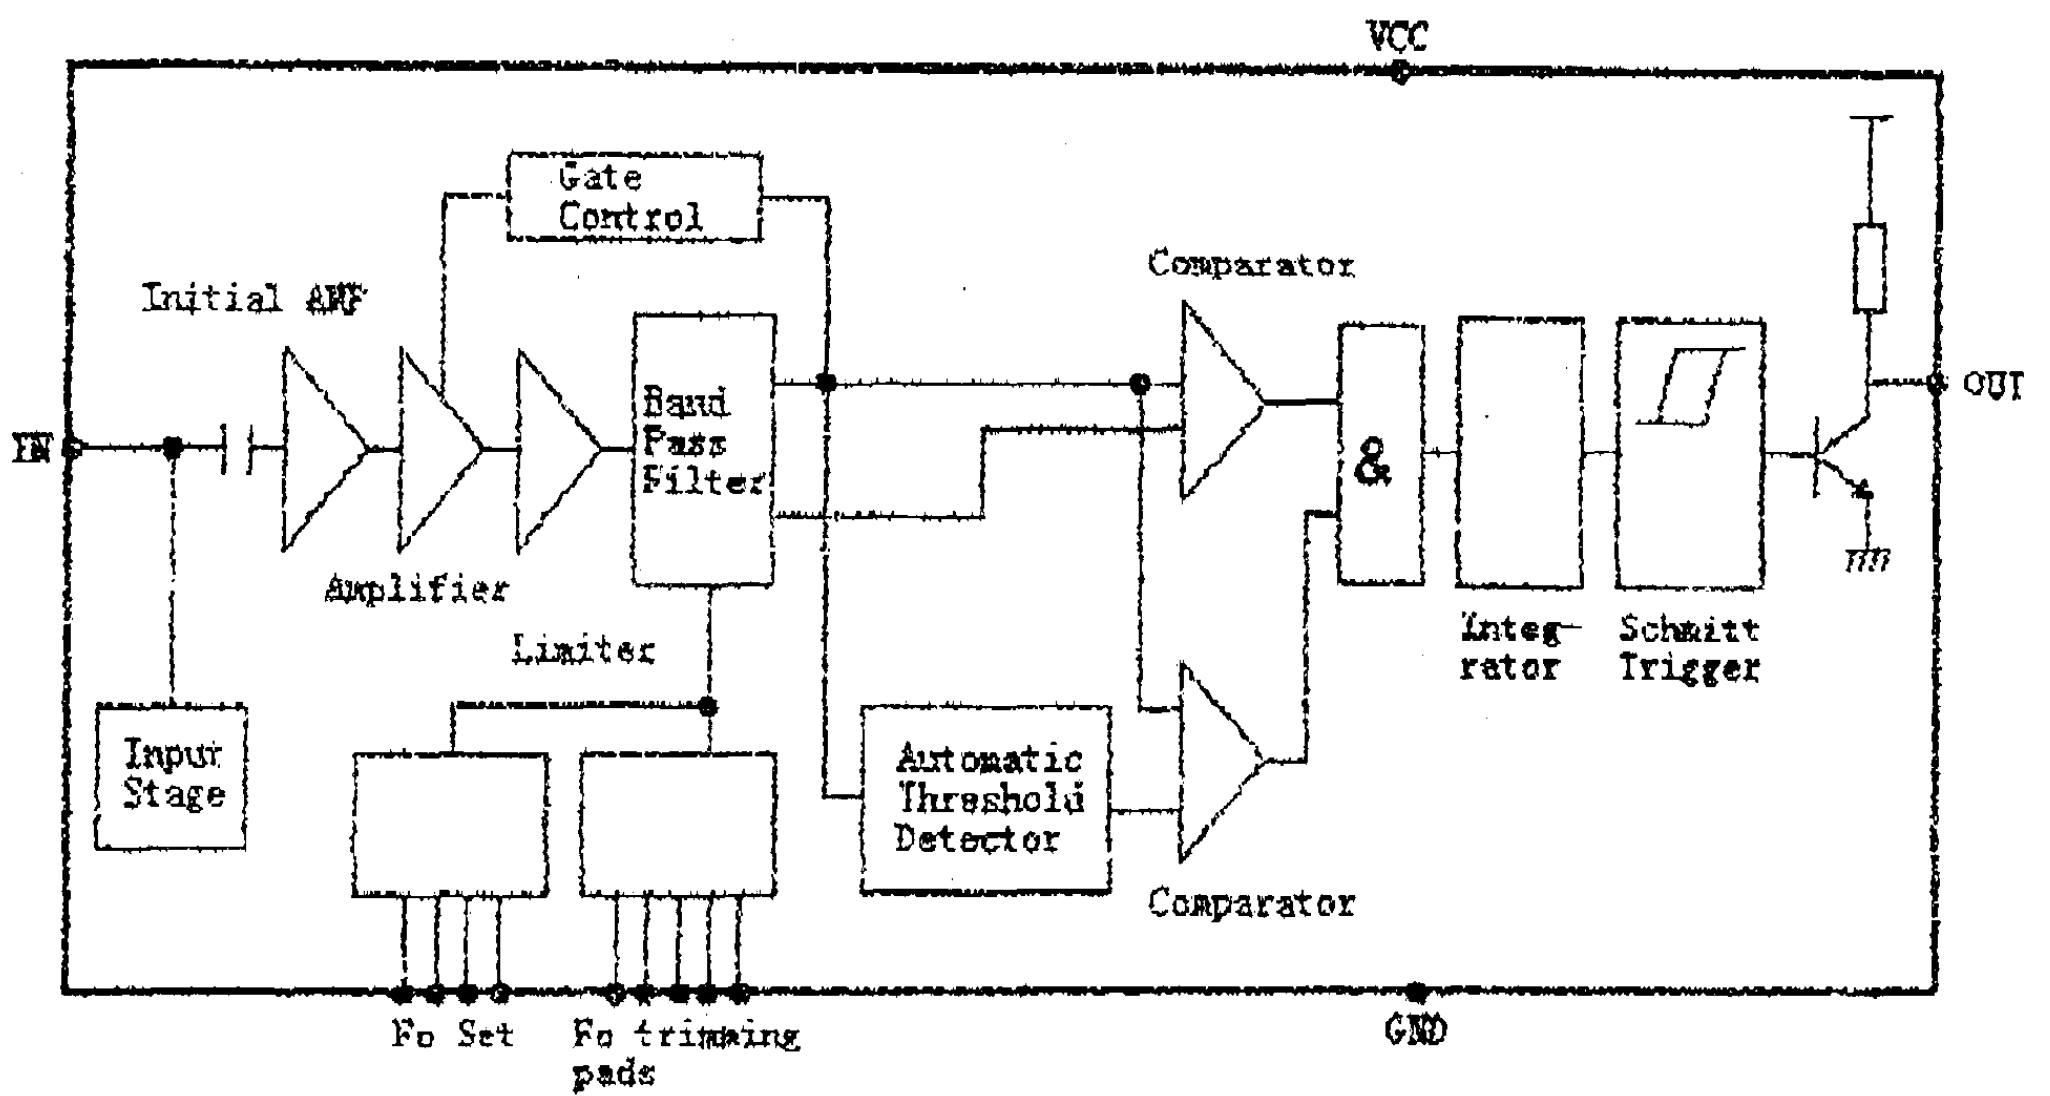 VCC
Gate
Control
Comparator
Initial AMP
OUT
Band
Pass
Filter
IN
&
Amplifier
Limiter
Integ-
rator
Schmitt
Trigger
Input
Stage
Automatic
Threshold
Detector
Comparator
Fo Set
Fo trimming
pads
GND